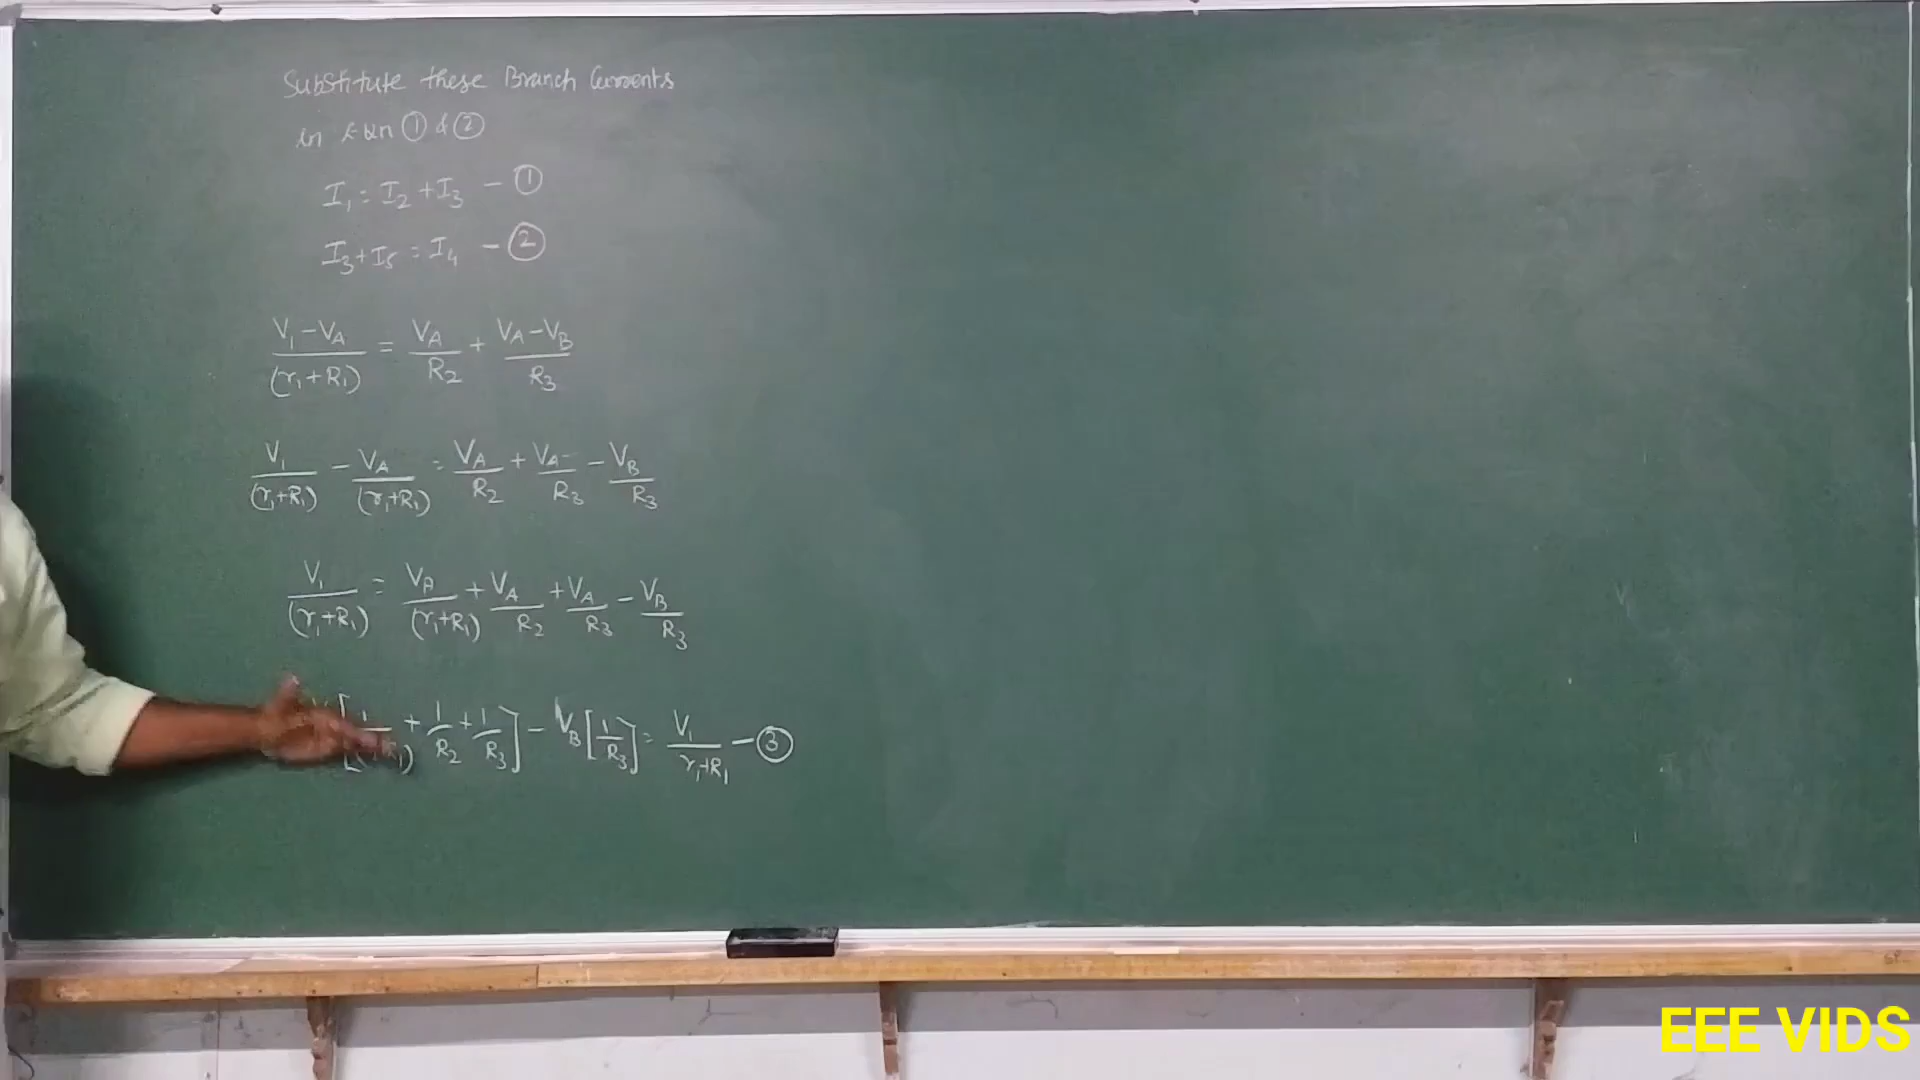 Substitute these Branch Currents
in ① & ②
I₁ = I₂ + I₃ - ①
I₃ + I₅ = I₄ - ②
V₁ - V_A / (r₁ + R₁) = V_A / R₂ + V_A - V_B / R₃
V₁ / (r₁ + R₁) - V_A / (r₁ + R₁) = V_A / R₂ + V_A / R₃ - V_B / R₃
V₁ / (r₁ + R₁) = V_A / (r₁ + R₁) + V_A / R₂ + V_A / R₃ - V_B / R₃
[ + 1 / R₂ + 1 / R₃ ] - V_B [ 1 / R₃ ] = V₁ / r₁ + R₁ - ③
EEE VIDS